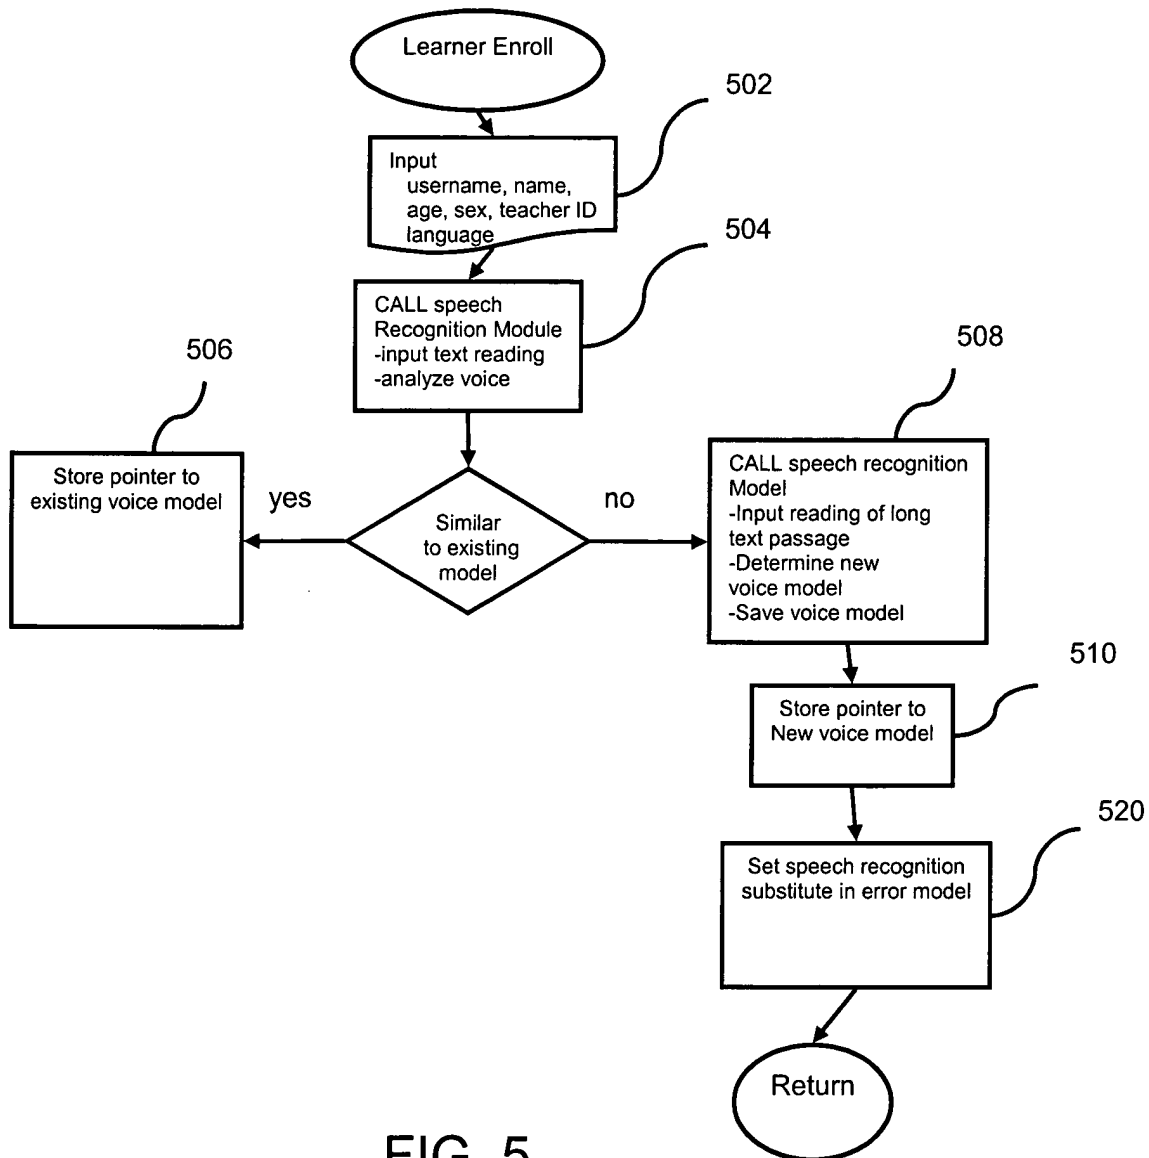 Learner Enroll
502
Input
username, name,
age, sex, teacher ID
language
504
CALL speech
Recognition Module
-input text reading
-analyze voice
506
Store pointer to
existing voice model
yes
Similar
to existing
model
no
508
CALL speech recognition
Model
-Input reading of long
text passage
-Determine new
voice model
-Save voice model
510
Store pointer to
New voice model
520
Set speech recognition
substitute in error model
Return
FIG. 5